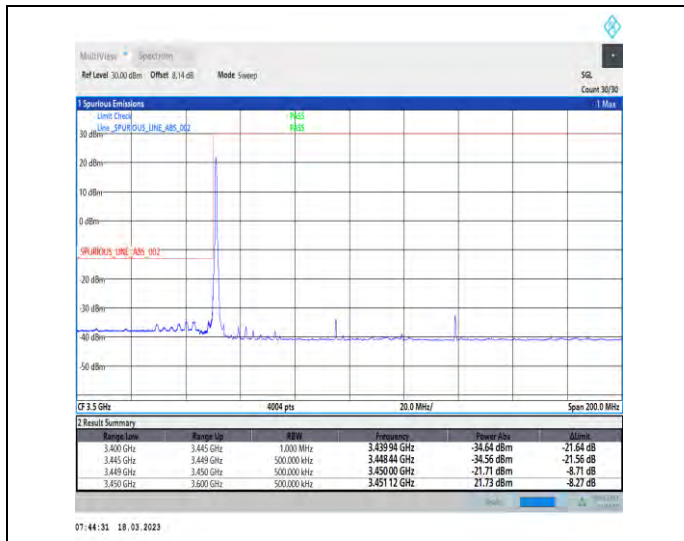 MultiView Spectrum
Ref Level 30.00 dBm Offset 8.14 dB Mode Sweep SGL
Count 30/30
1 Spurious Emissions 1 Max
Limit Check PASS
Line _SPURIOUS_LINE_ABS_002 PASS
30 dBm
20 dBm
10 dBm
0 dBm
_SPURIOUS_LINE_ABS_002
-20 dBm
-30 dBm
-40 dBm
-50 dBm
CF 3.5 GHz 4004 pts 20.0 MHz/ Span 200.0 MHz
2 Result Summary
Range Low Range Up RBW Frequency Power Abs ΔLimit
3.400 GHz 3.445 GHz 1.000 MHz 3.439 94 GHz -34.64 dBm -21.64 dB
3.445 GHz 3.449 GHz 500.000 kHz 3.448 44 GHz -34.56 dBm -21.56 dB
3.449 GHz 3.450 GHz 500.000 kHz 3.450 00 GHz -21.71 dBm -8.71 dB
3.450 GHz 3.600 GHz 500.000 kHz 3.451 12 GHz 21.73 dBm -8.27 dB
07:44:31 18.03.2023